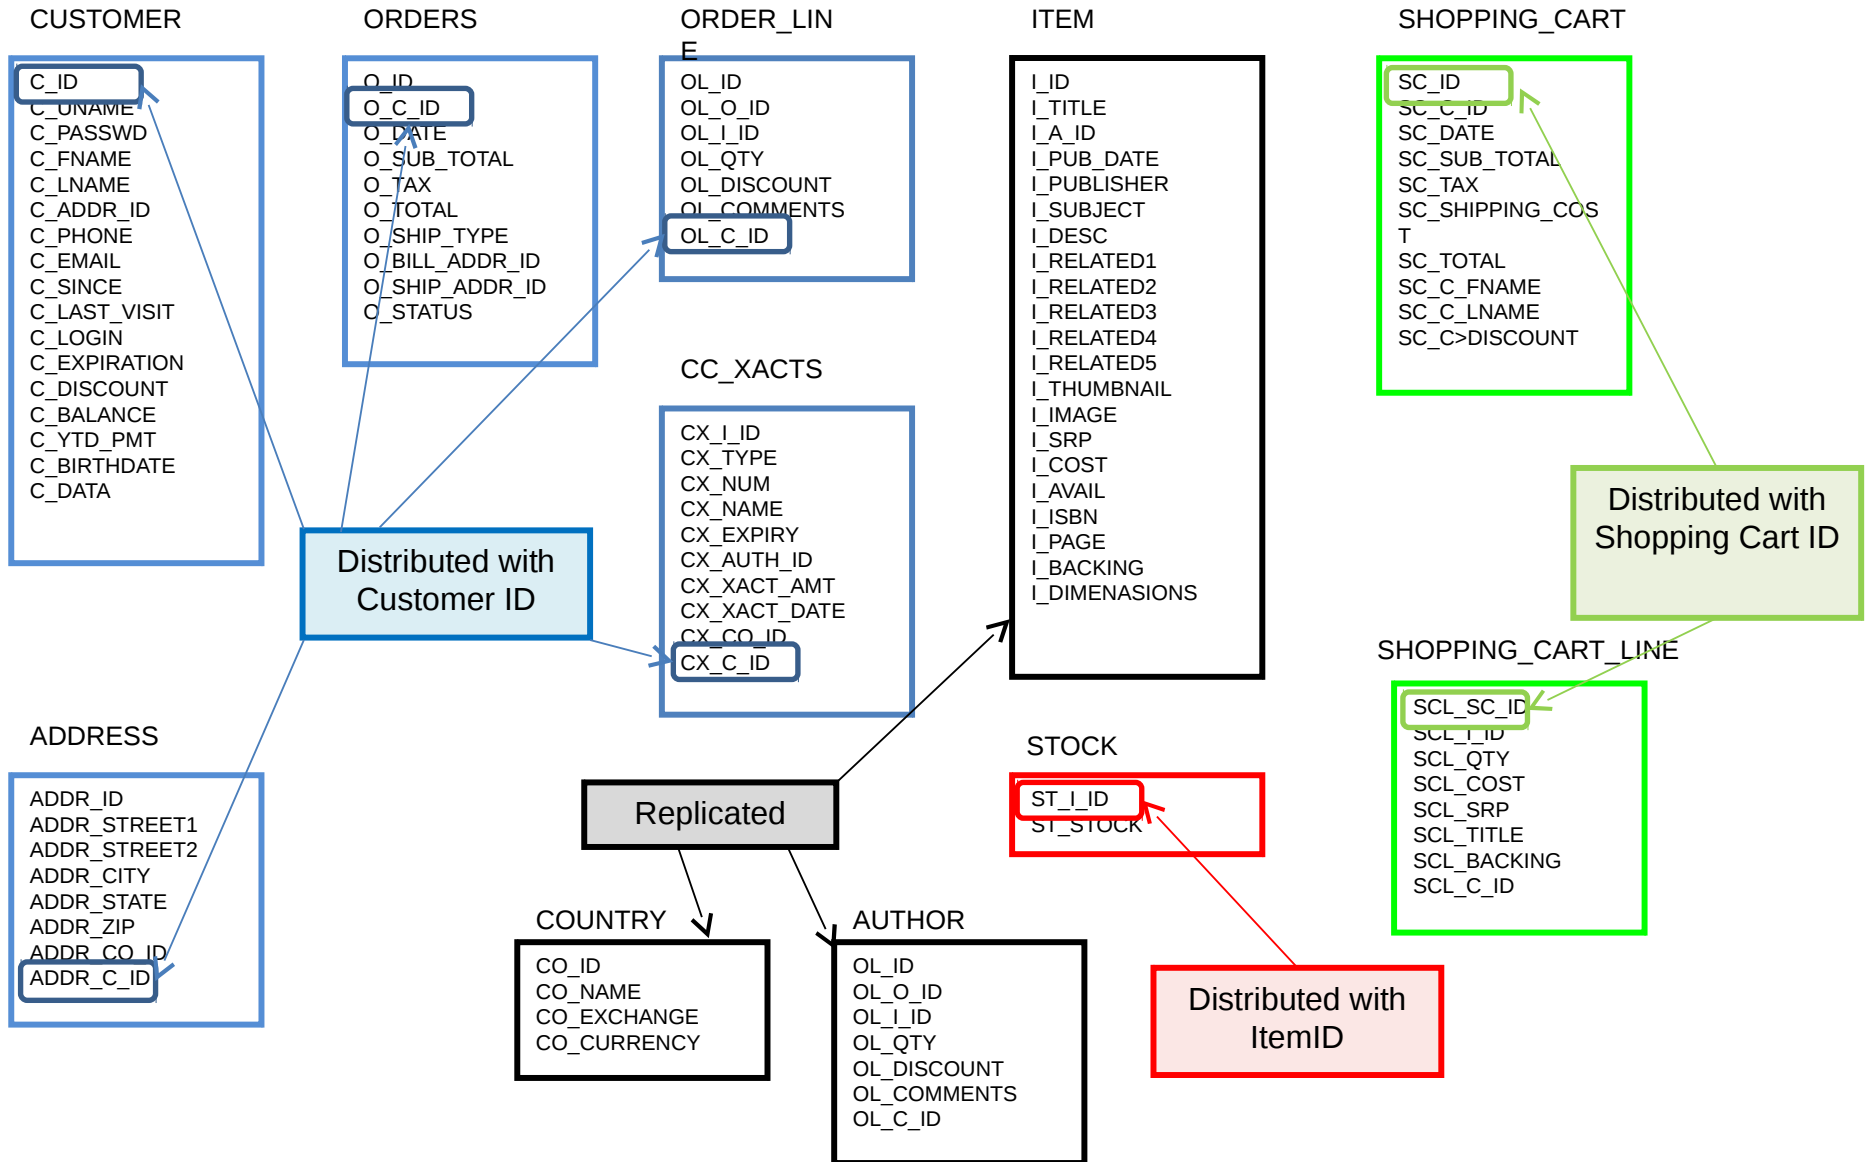 CUSTOMER
C_ID
C_UNAME
C_PASSWD
C_FNAME
C_LNAME
C_ADDR_ID
C_PHONE
C_EMAIL
C_SINCE
C_LAST_VISIT
C_LOGIN
C_EXPIRATION
C_DISCOUNT
C_BALANCE
C_YTD_PMT
C_BIRTHDATE
C_DATA
ORDERS
O_ID
O_C_ID
O_DATE
O_SUB_TOTAL
O_TAX
O_TOTAL
O_SHIP_TYPE
O_BILL_ADDR_ID
O_SHIP_ADDR_ID
O_STATUS
ORDER_LIN
E
OL_ID
OL_O_ID
OL_I_ID
OL_QTY
OL_DISCOUNT
OL_COMMENTS
OL_C_ID
CC_XACTS
CX_I_ID
CX_TYPE
CX_NUM
CX_NAME
CX_EXPIRY
CX_AUTH_ID
CX_XACT_AMT
CX_XACT_DATE
CX_CO_ID
CX_C_ID
ITEM
I_ID
I_TITLE
I_A_ID
I_PUB_DATE
I_PUBLISHER
I_SUBJECT
I_DESC
I_RELATED1
I_RELATED2
I_RELATED3
I_RELATED4
I_RELATED5
I_THUMBNAIL
I_IMAGE
I_SRP
I_COST
I_AVAIL
I_ISBN
I_PAGE
I_BACKING
I_DIMENASIONS
SHOPPING_CART
SC_ID
SC_C_ID
SC_DATE
SC_SUB_TOTAL
SC_TAX
SC_SHIPPING_COS
T
SC_TOTAL
SC_C_FNAME
SC_C_LNAME
SC_C>DISCOUNT
Distributed with
Customer ID
Distributed with
Shopping Cart ID
SHOPPING_CART_LINE
SCL_SC_ID
SCL_I_ID
SCL_QTY
SCL_COST
SCL_SRP
SCL_TITLE
SCL_BACKING
SCL_C_ID
ADDRESS
ADDR_ID
ADDR_STREET1
ADDR_STREET2
ADDR_CITY
ADDR_STATE
ADDR_ZIP
ADDR_CO_ID
ADDR_C_ID
Replicated
STOCK
ST_I_ID
ST_STOCK
COUNTRY
CO_ID
CO_NAME
CO_EXCHANGE
CO_CURRENCY
AUTHOR
OL_ID
OL_O_ID
OL_I_ID
OL_QTY
OL_DISCOUNT
OL_COMMENTS
OL_C_ID
Distributed with
ItemID